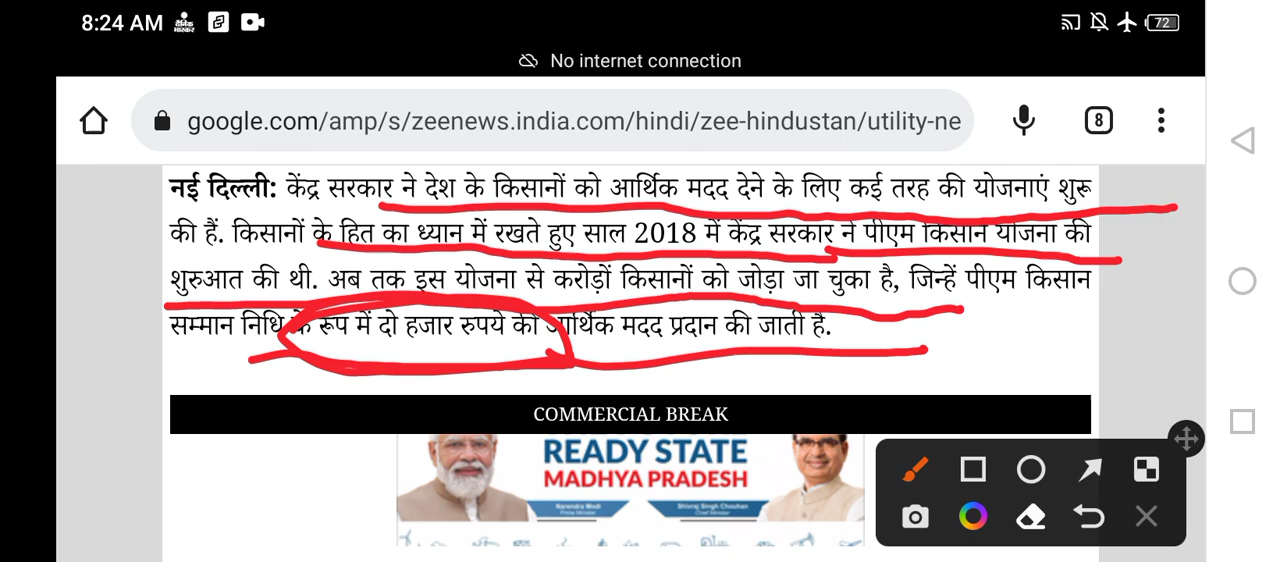 8:24 AM
72
No internet connection
google.com/amp/s/zeenews.india.com/hindi/zee-hindustan/utility-ne
8
नई दिल्ली: केंद्र सरकार ने देश के किसानों को आर्थिक मदद देने के लिए कई तरह की योजनाएं शुरू
की हैं. किसानों के हित का ध्यान में रखते हुए साल 2018 में केंद्र सरकार ने पीएम किसान योजना की
शुरुआत की थी. अब तक इस योजना से करोड़ों किसानों को जोड़ा जा चुका है, जिन्हें पीएम किसान
सम्मान निधि के रूप में दो हजार रुपये की आर्थिक मदद प्रदान की जाती है.
COMMERCIAL BREAK
READY STATE
MADHYA PRADESH
Narendra Modi
Prime Minister
Shivraj Singh Chouhan
Chief Minister